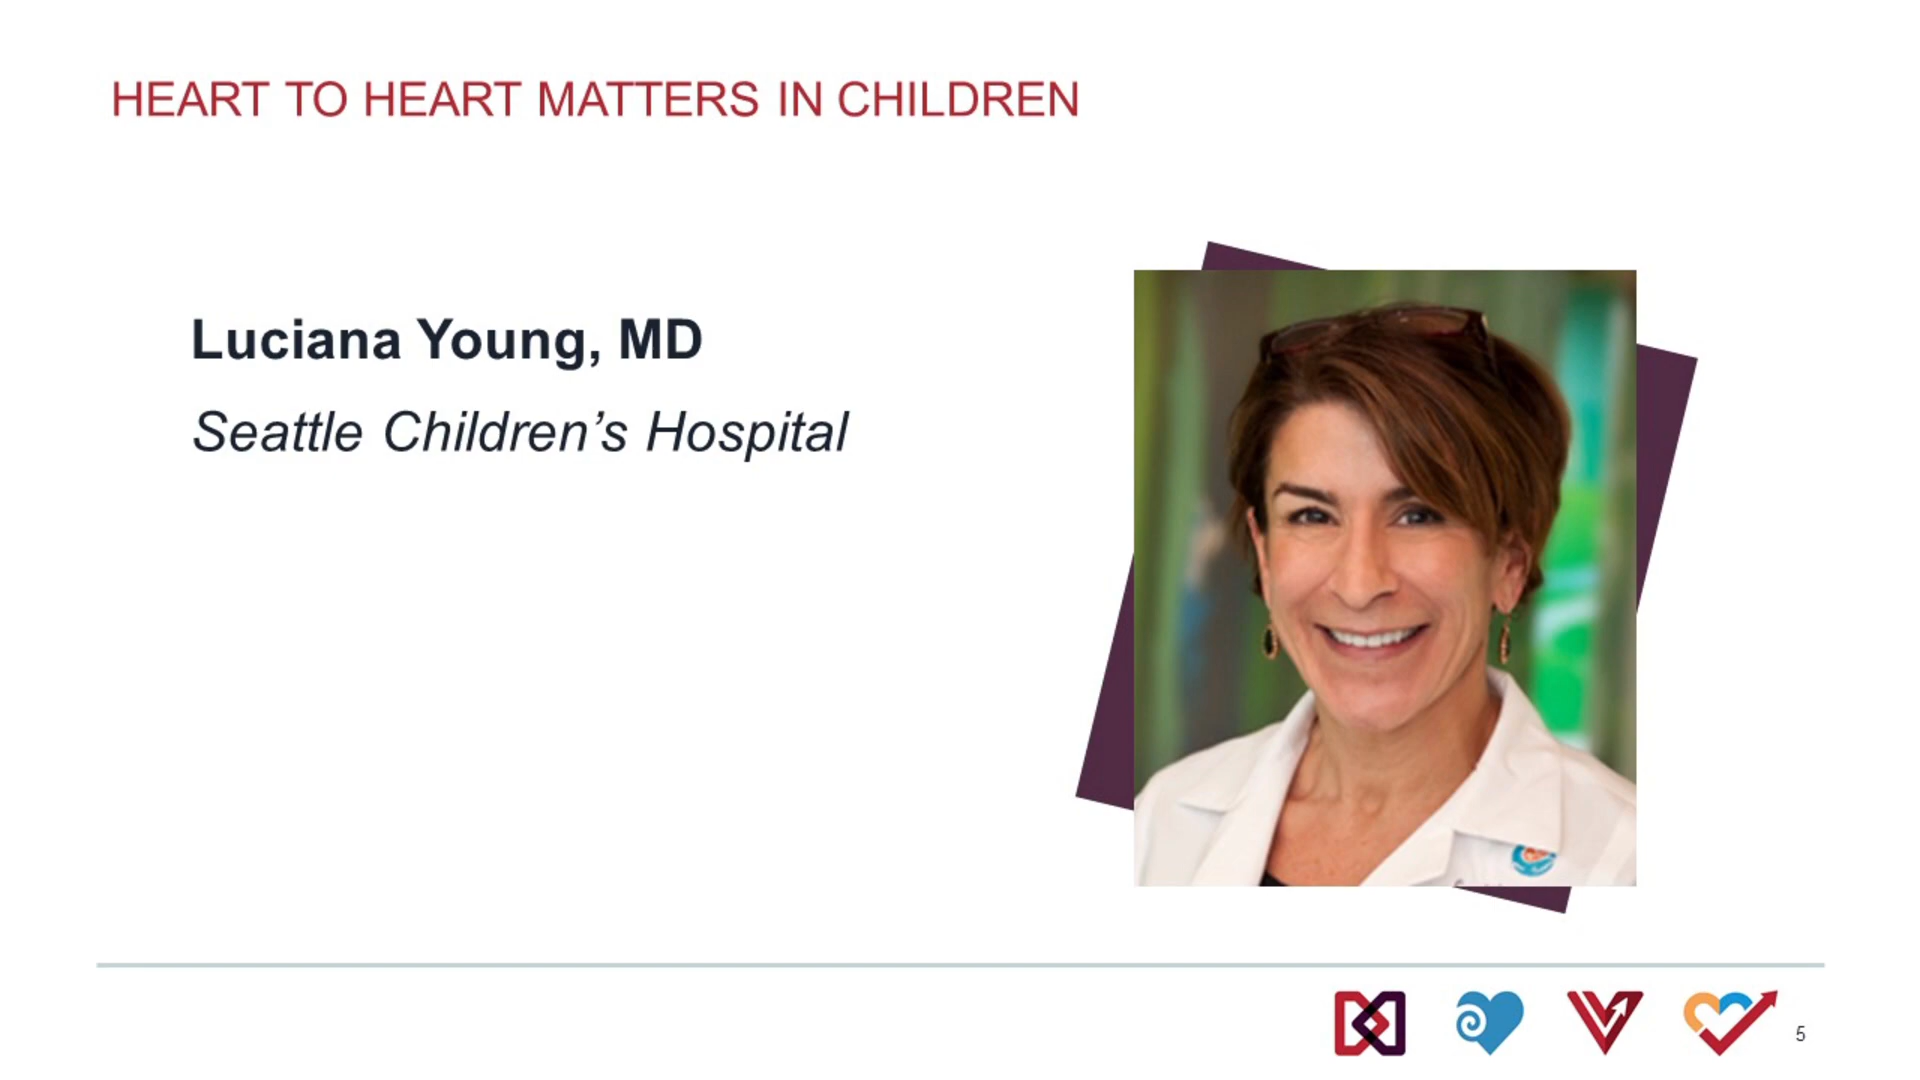 HEART TO HEART MATTERS IN CHILDREN
Luciana Young, MD
Seattle Children’s Hospital
5